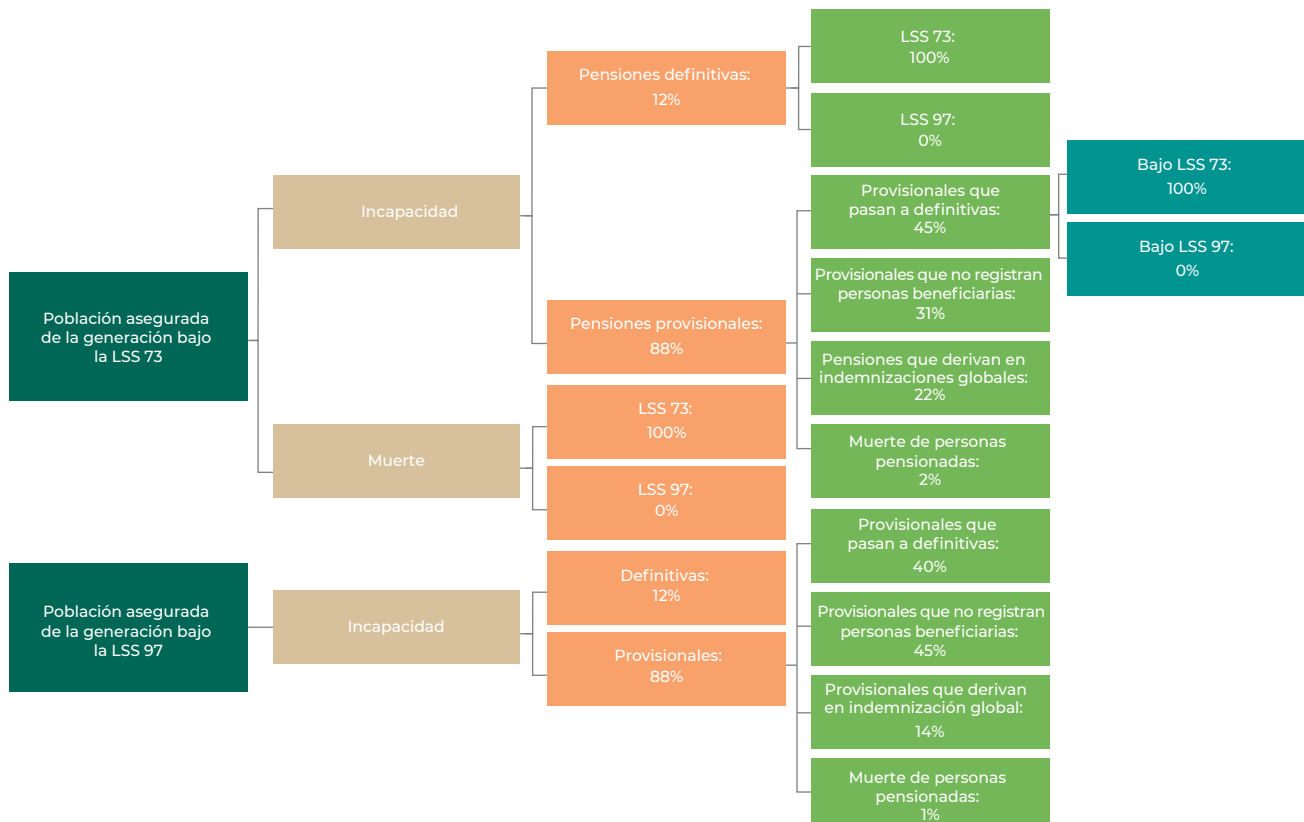 Población asegurada
de la generación bajo
la LSS 73
Incapacidad
Pensiones definitivas:
12%
LSS 73:
100%
LSS 97:
0%
Pensiones provisionales:
88%
Provisionales que
pasan a definitivas:
45%
Bajo LSS 73:
100%
Bajo LSS 97:
0%
Provisionales que no registran
personas beneficiarias:
31%
Pensiones que derivan en
indemnizaciones globales:
22%
Muerte de personas
pensionadas:
2%
Muerte
LSS 73:
100%
LSS 97:
0%
Población asegurada
de la generación bajo
la LSS 97
Incapacidad
Definitivas:
12%
Provisionales:
88%
Provisionales que
pasan a definitivas:
40%
Provisionales que no registran
personas beneficiarias:
45%
Provisionales que derivan
en indemnización global:
14%
Muerte de personas
pensionadas:
1%